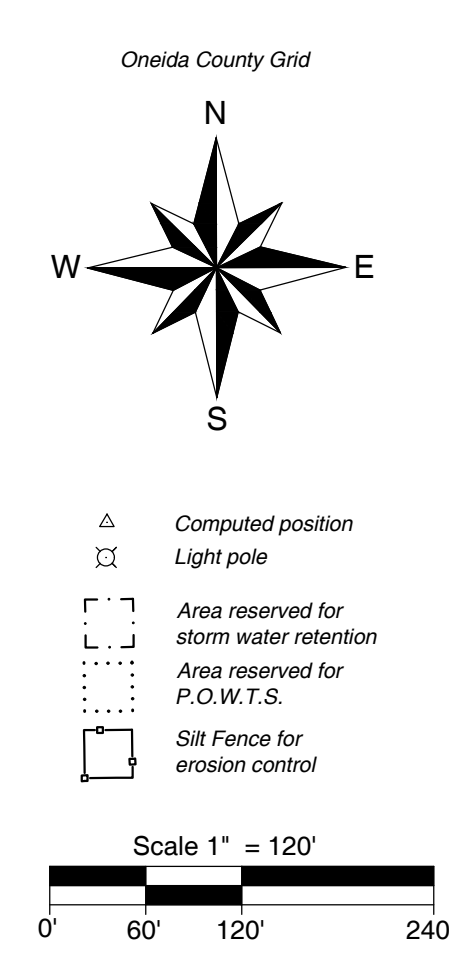 Oneida County Grid
N
W E
S
Computed position
Light pole
Area reserved for
storm water retention
Area reserved for
P.O.W.T.S.
Silt Fence for
erosion control
Scale 1" = 120'
0' 60' 120' 240